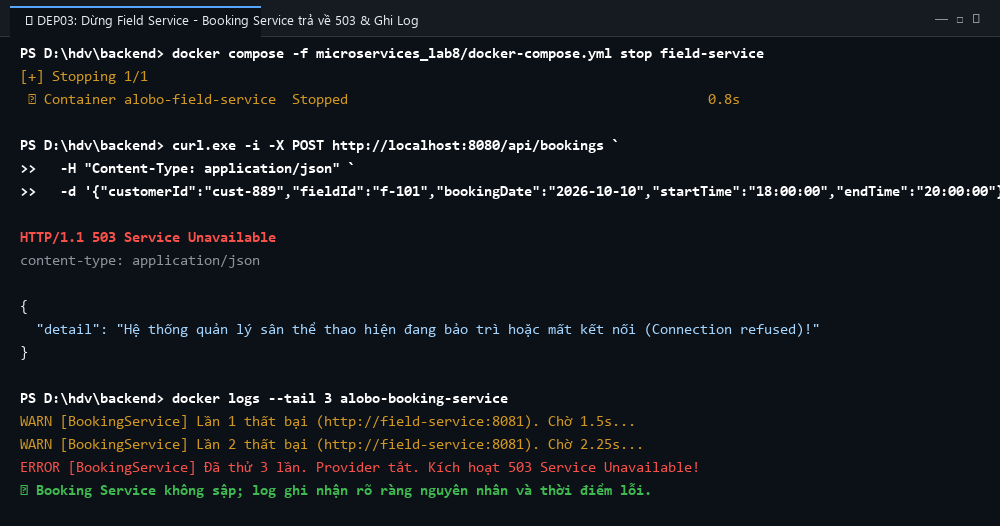 DEP03: Dừng Field Service - Booking Service trả về 503 & Ghi Log
PS D:\hdv\backend> docker compose -f microservices_lab8/docker-compose.yml stop field-service
[+] Stopping 1/1
Container alobo-field-service  Stopped                                             0.8s
PS D:\hdv\backend> curl.exe -i -X POST http://localhost:8080/api/bookings `
>>   -H "Content-Type: application/json" `
>>   -d '{"customerId":"cust-889","fieldId":"f-101","bookingDate":"2026-10-10","startTime":"18:00:00","endTime":"20:00:00"}
HTTP/1.1 503 Service Unavailable
content-type: application/json
{
  "detail": "Hệ thống quản lý sân thể thao hiện đang bảo trì hoặc mất kết nối (Connection refused)!"
}
PS D:\hdv\backend> docker logs --tail 3 alobo-booking-service
WARN [BookingService] Lần 1 thất bại (http://field-service:8081). Chờ 1.5s...
WARN [BookingService] Lần 2 thất bại (http://field-service:8081). Chờ 2.25s...
ERROR [BookingService] Đã thử 3 lần. Provider tắt. Kích hoạt 503 Service Unavailable!
Booking Service không sập; log ghi nhận rõ ràng nguyên nhân và thời điểm lỗi.